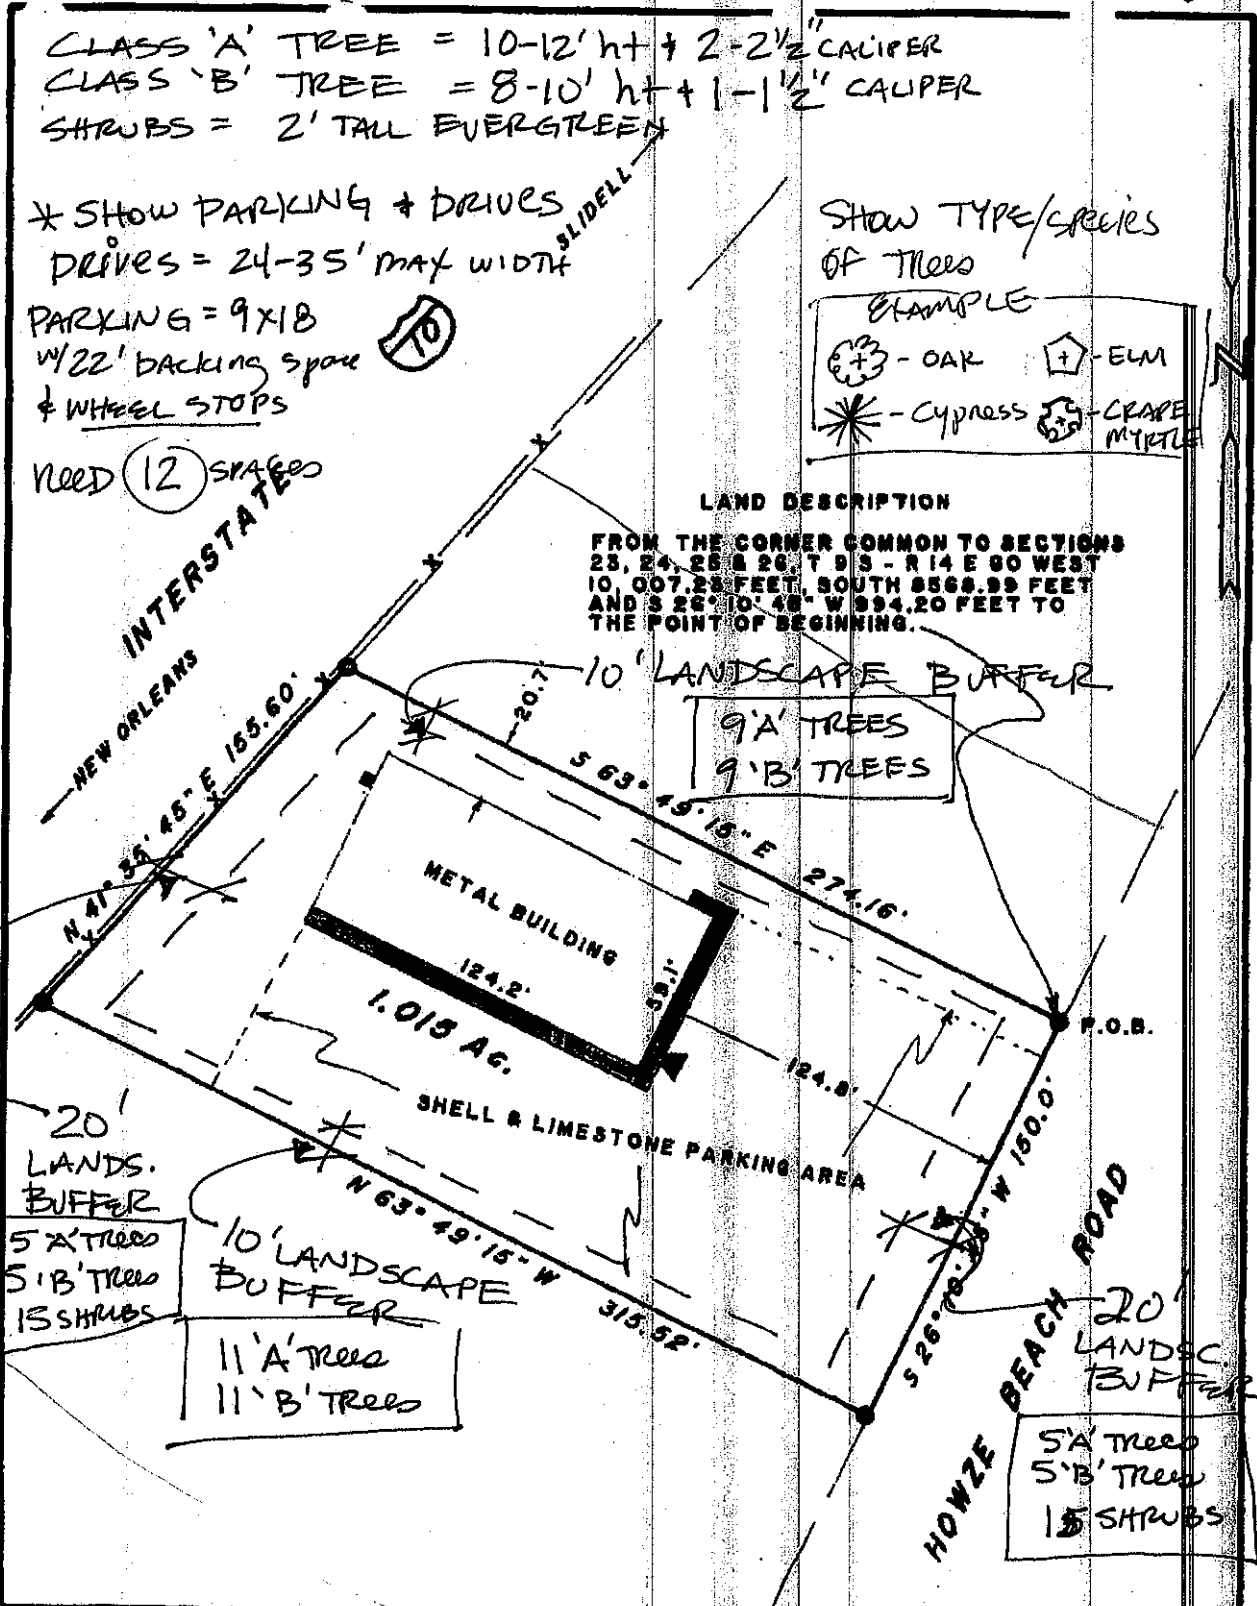 CLASS 'A' TREE = 10-12' ht + 2-2½" CALIPER
CLASS 'B' TREE = 8-10' ht + 1-1½" CALIPER
SHRUBS = 2' TALL EVERGREEN
* SHOW PARKING + DRIVES
DRIVES = 24-35' MAX WIDTH
PARKING = 9x18
w/22' backing space
& WHEEL STOPS
NEED 12 SPACES
SLIDELL
10
SHOW TYPE/SPECIES
OF TREES
EXAMPLE
- OAK
- ELM
- Cypress
- CRAPE
MYRTLE
N
INTERSTATE
NEW ORLEANS
LAND DESCRIPTION
FROM THE CORNER COMMON TO SECTIONS
23, 24, 25 & 26, T 9 S - R 14 E GO WEST
10,007.25 FEET, SOUTH 8568.99 FEET
AND S 26° 10' 45" W 994.20 FEET TO
THE POINT OF BEGINNING.
10' LANDSCAPE BUFFER
9 'A' TREES
9 'B' TREES
N 41° 35' 45" E 155.60'
20.7'
S 63° 49' 15" E 274.16'
METAL BUILDING
124.2'
59.1'
1.015 AC.
P.O.B.
124.8'
SHELL & LIMESTONE PARKING AREA
20'
LANDS.
BUFFER
5 'A' TREES
5 'B' TREES
15 SHRUBS
10' LANDSCAPE
BUFFER
11 'A' TREES
11 'B' TREES
N 63° 49' 15" W 315.52'
S 26° 10' 45" W 150.0'
HOWZE BEACH ROAD
20'
LANDSC.
BUFFER
5 'A' TREES
5 'B' TREES
15 SHRUBS